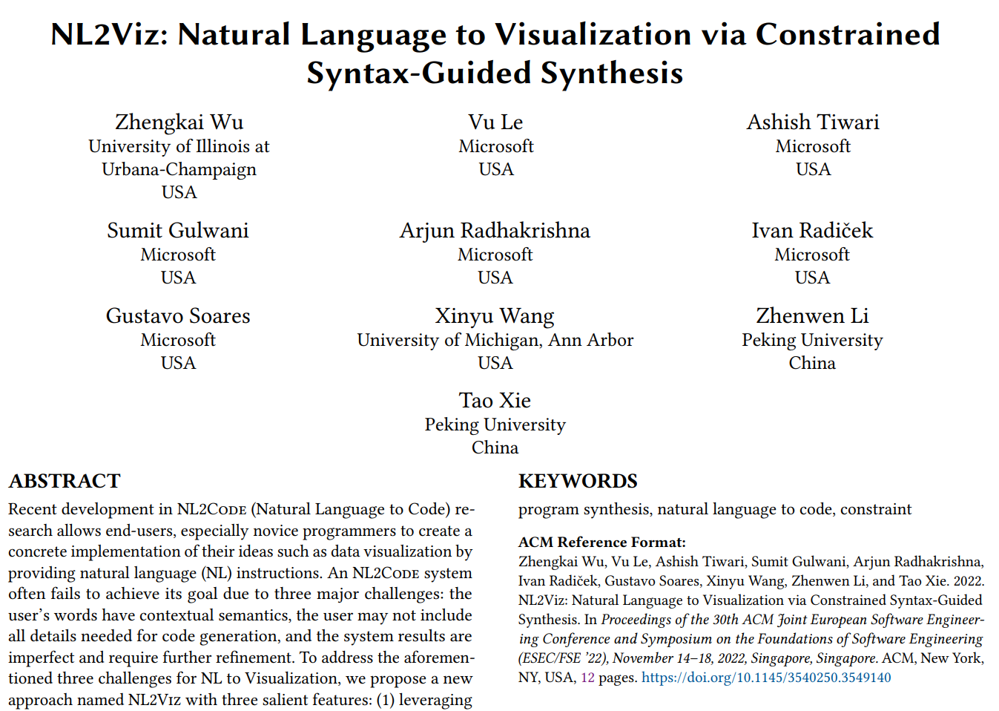 NL2Viz: Natural Language to Visualization via Constrained
Syntax-Guided Synthesis
Zhengkai Wu
University of Illinois at
Urbana-Champaign
USA
Vu Le
Microsoft
USA
Ashish Tiwari
Microsoft
USA
Sumit Gulwani
Microsoft
USA
Arjun Radhakrishna
Microsoft
USA
Ivan Radiček
Microsoft
USA
Gustavo Soares
Microsoft
USA
Xinyu Wang
University of Michigan, Ann Arbor
USA
Zhenwen Li
Peking University
China
Tao Xie
Peking University
China
ABSTRACT
Recent development in NL2Code (Natural Language to Code) re-
search allows end-users, especially novice programmers to create a
concrete implementation of their ideas such as data visualization by
providing natural language (NL) instructions. An NL2Code system
often fails to achieve its goal due to three major challenges: the
user's words have contextual semantics, the user may not include
all details needed for code generation, and the system results are
imperfect and require further refinement. To address the aforemen-
tioned three challenges for NL to Visualization, we propose a new
approach named NL2Viz with three salient features: (1) leveraging
KEYWORDS
program synthesis, natural language to code, constraint
ACM Reference Format:
Zhengkai Wu, Vu Le, Ashish Tiwari, Sumit Gulwani, Arjun Radhakrishna,
Ivan Radiček, Gustavo Soares, Xinyu Wang, Zhenwen Li, and Tao Xie. 2022.
NL2Viz: Natural Language to Visualization via Constrained Syntax-Guided
Synthesis. In Proceedings of the 30th ACM Joint European Software Engineer-
ing Conference and Symposium on the Foundations of Software Engineering
(ESEC/FSE '22), November 14–18, 2022, Singapore, Singapore. ACM, New York,
NY, USA, 12 pages. https://doi.org/10.1145/3540250.3549140